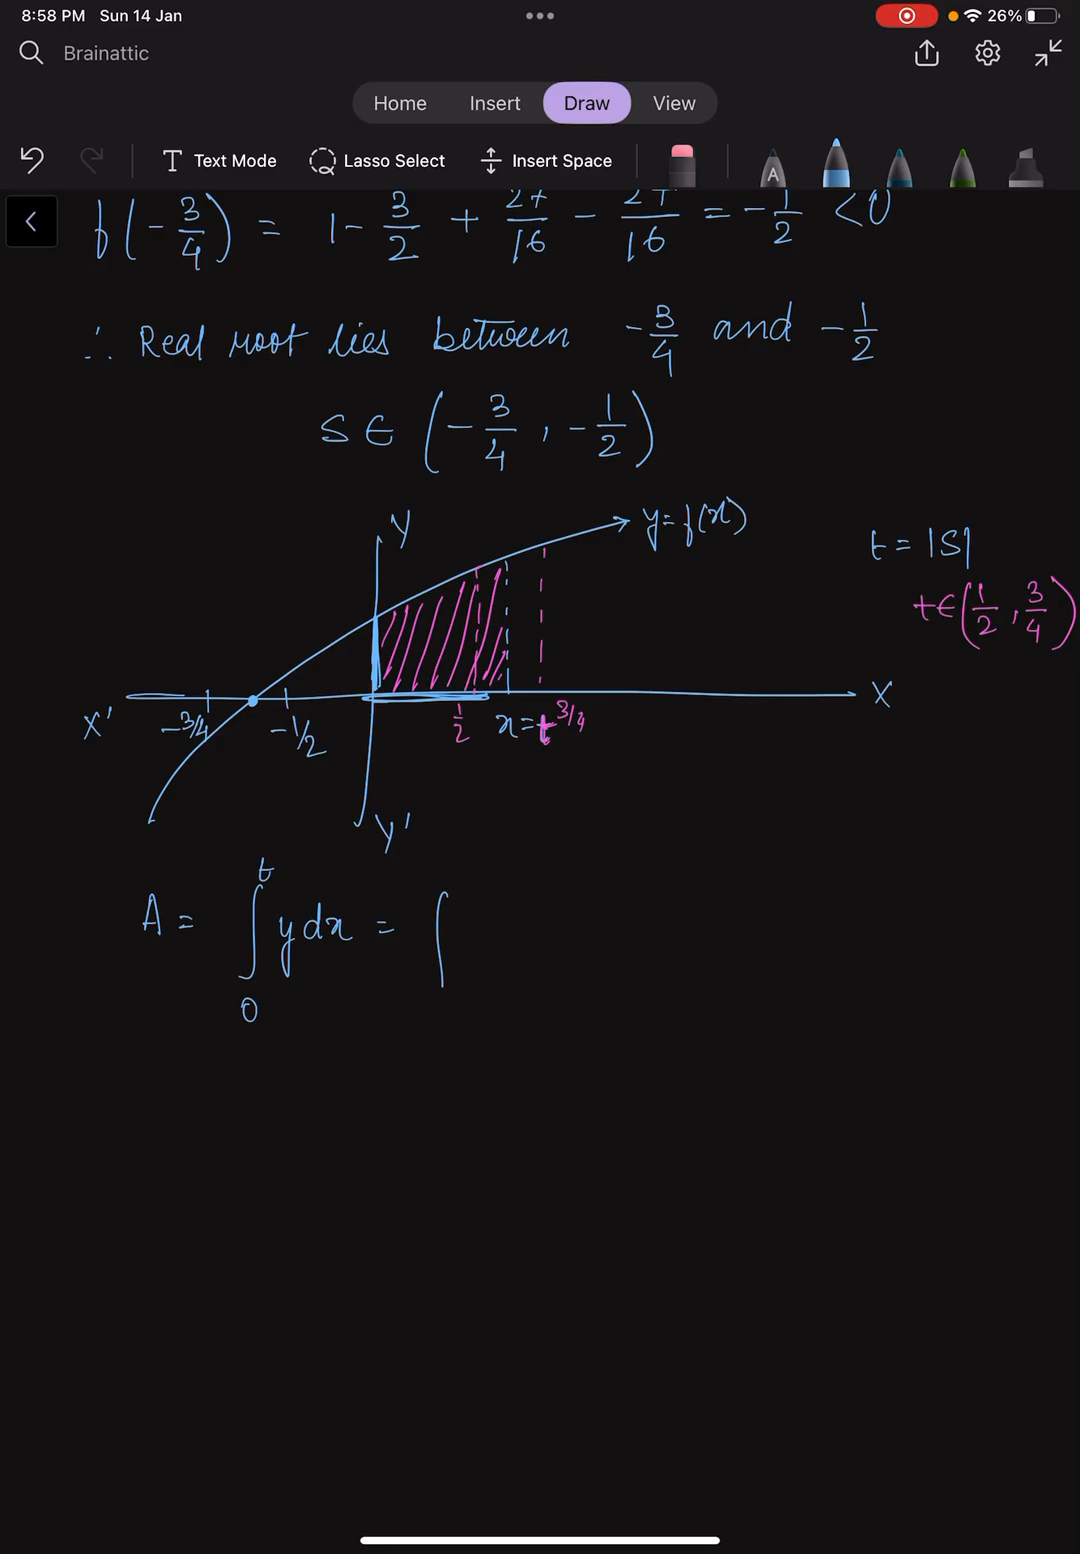 8:58 PM Sun 14 Jan
26%
Brainattic
Home Insert Draw View
Text Mode Lasso Select Insert Space
A
f(-3/4) = 1 - 3/2 + 27/16 - 27/16 = -1/2 < 0
∴ Real root lies between -3/4 and -1/2
S ∈ (-3/4, -1/2)
Y
y = f(x)
t = |S|
t ∈ (1/2, 3/4)
X' -3/4 -1/2 1/2 x = t 3/4 X
Y'
A = ∫₀ᵗ y dx = ∫